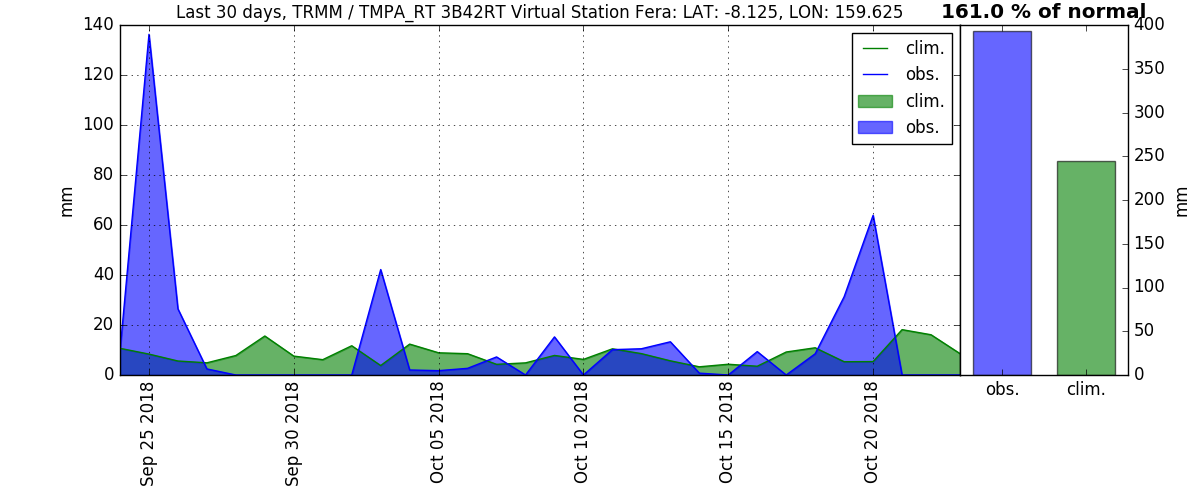 Last 30 days, TRMM / TMPA_RT 3B42RT Virtual Station Fera: LAT: -8.125, LON: 159.625
161.0 % of normal
140
120
100
80
60
40
20
0
mm
clim.
obs.
clim.
obs.
Sep 25 2018
Sep 30 2018
Oct 05 2018
Oct 10 2018
Oct 15 2018
Oct 20 2018
400
350
300
250
200
150
100
50
0
mm
obs.
clim.